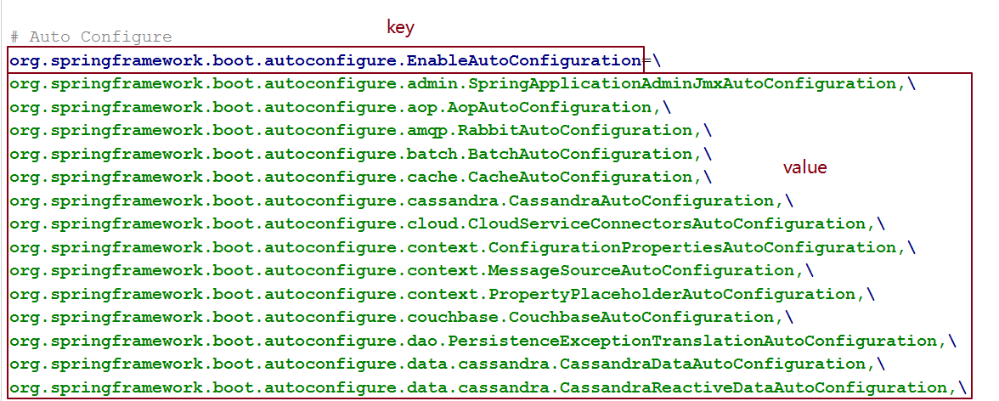 key
# Auto Configure
org.springframework.boot.autoconfigure.EnableAutoConfiguration=\
org.springframework.boot.autoconfigure.admin.SpringApplicationAdminJmxAutoConfiguration,\
org.springframework.boot.autoconfigure.aop.AopAutoConfiguration,\
org.springframework.boot.autoconfigure.amqp.RabbitAutoConfiguration,\
org.springframework.boot.autoconfigure.batch.BatchAutoConfiguration,\
value
org.springframework.boot.autoconfigure.cache.CacheAutoConfiguration,\
org.springframework.boot.autoconfigure.cassandra.CassandraAutoConfiguration,\
org.springframework.boot.autoconfigure.cloud.CloudServiceConnectorsAutoConfiguration,\
org.springframework.boot.autoconfigure.context.ConfigurationPropertiesAutoConfiguration,\
org.springframework.boot.autoconfigure.context.MessageSourceAutoConfiguration,\
org.springframework.boot.autoconfigure.context.PropertyPlaceholderAutoConfiguration,\
org.springframework.boot.autoconfigure.couchbase.CouchbaseAutoConfiguration,\
org.springframework.boot.autoconfigure.dao.PersistenceExceptionTranslationAutoConfiguration,\
org.springframework.boot.autoconfigure.data.cassandra.CassandraDataAutoConfiguration,\
org.springframework.boot.autoconfigure.data.cassandra.CassandraReactiveDataAutoConfiguration,\